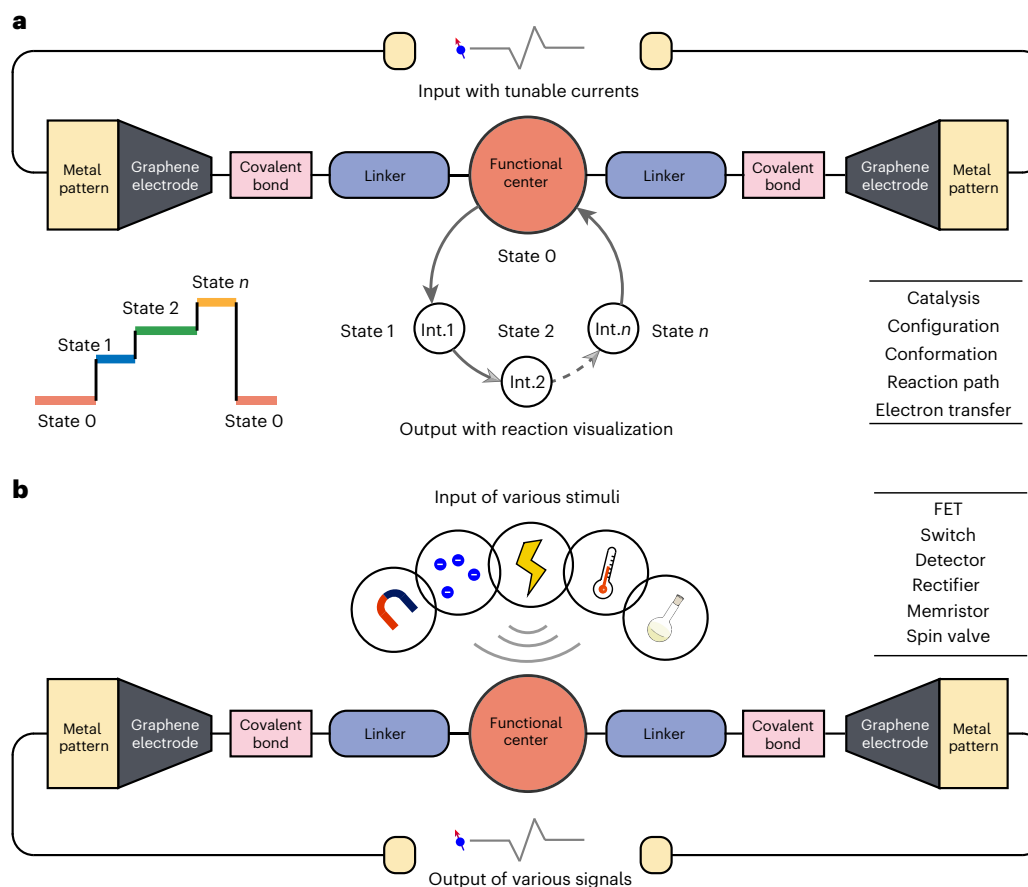 a
Input with tunable currents
Metal
pattern
Graphene
electrode
Covalent
bond
Linker
Functional
center
Linker
Covalent
bond
Graphene
electrode
Metal
pattern
State 0
State n
State 2
State 1
State 0
State 0
State 1
Int.1
State 2
Int.n
State n
Int.2
Output with reaction visualization
Catalysis
Configuration
Conformation
Reaction path
Electron transfer
b
Input of various stimuli
FET
Switch
Detector
Rectifier
Memristor
Spin valve
Metal
pattern
Graphene
electrode
Covalent
bond
Linker
Functional
center
Linker
Covalent
bond
Graphene
electrode
Metal
pattern
Output of various signals